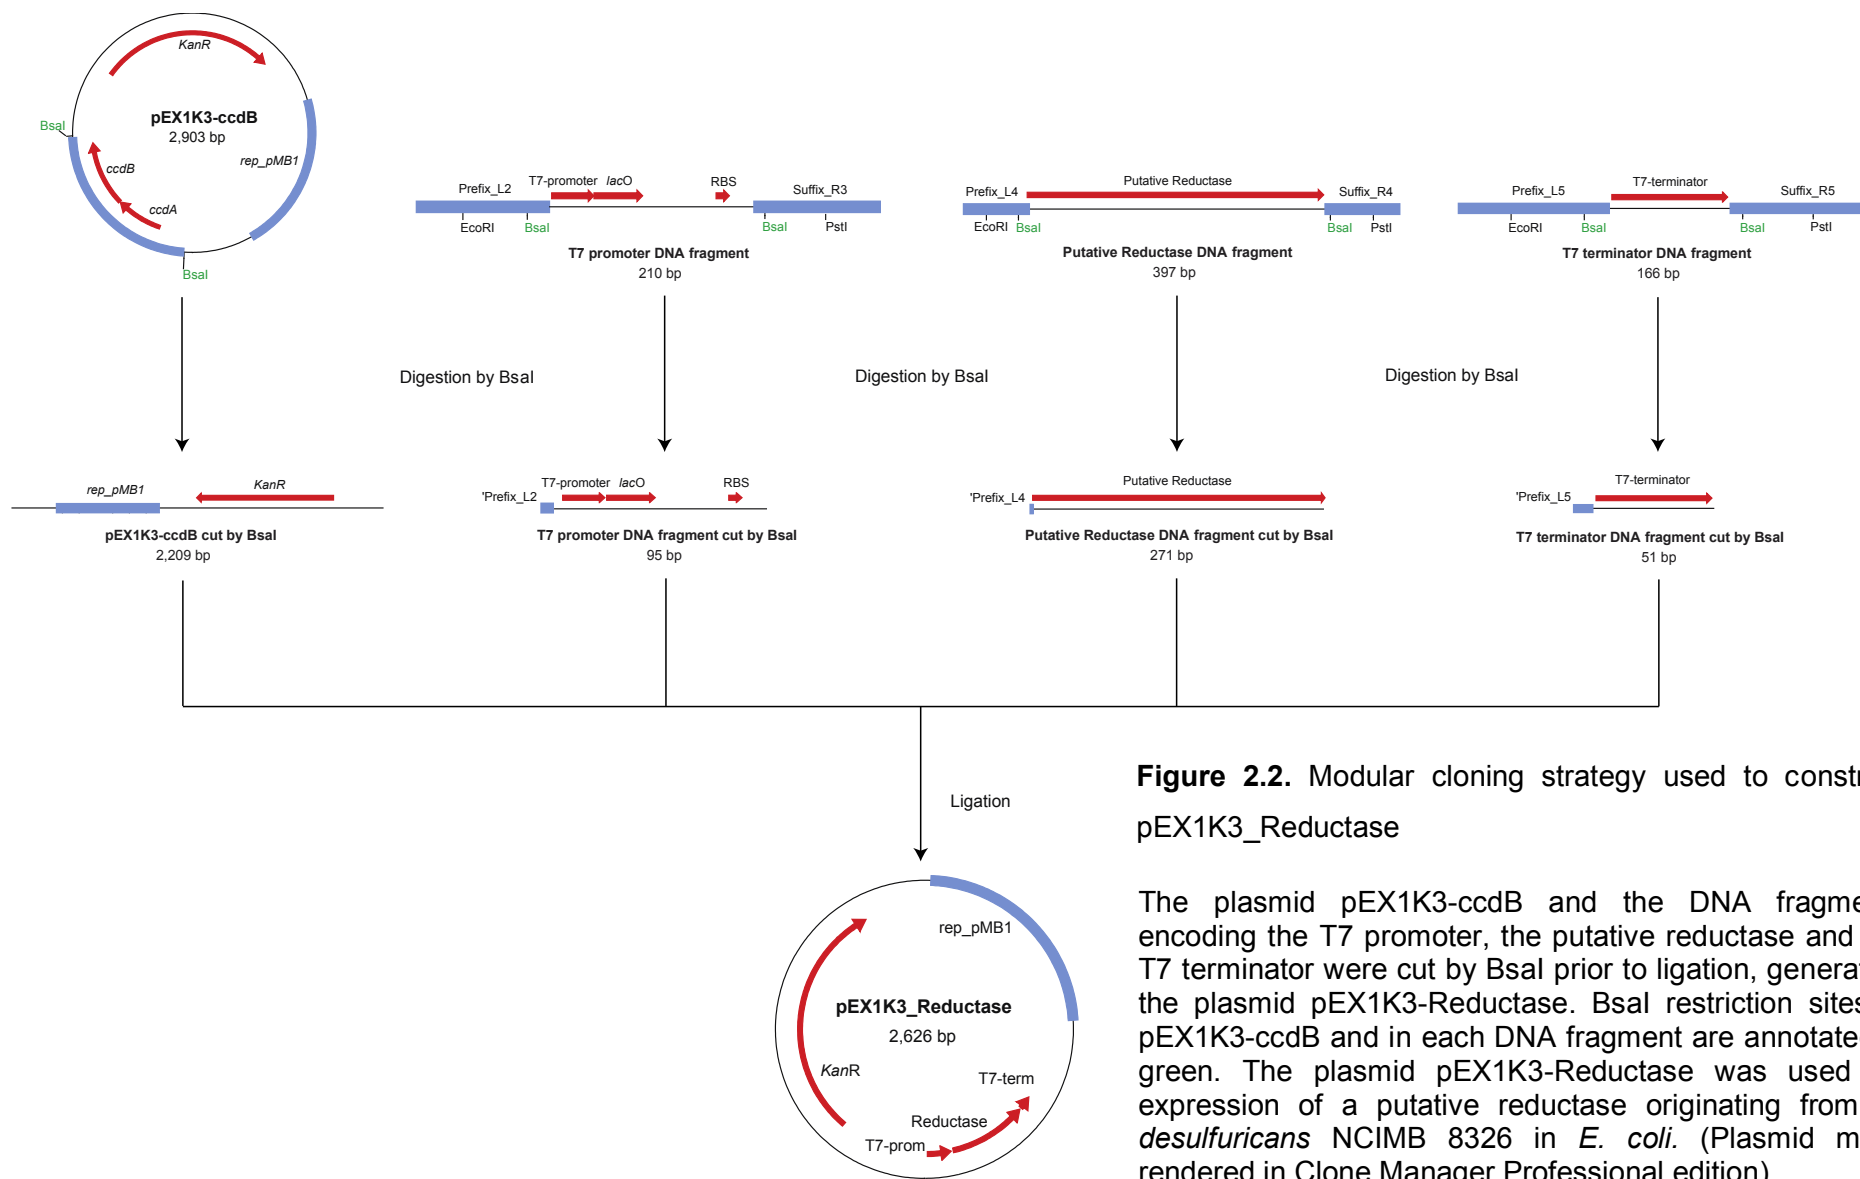 KanR
pEX1K3-ccdB
2,903 bp
BsaI
ccdB
rep_pMB1
ccdA
BsaI
Prefix_L2
T7-promoter
lacO
RBS
Suffix_R3
EcoRI
BsaI
BsaI
PstI
T7 promoter DNA fragment
210 bp
Prefix_L4
Putative Reductase
Suffix_R4
EcoRI
BsaI
BsaI
PstI
Putative Reductase DNA fragment
397 bp
Prefix_L5
T7-terminator
Suffix_R5
EcoRI
BsaI
BsaI
PstI
T7 terminator DNA fragment
166 bp
Digestion by BsaI
Digestion by BsaI
Digestion by BsaI
rep_pMB1
KanR
pEX1K3-ccdB cut by BsaI
2,209 bp
'Prefix_L2
T7-promoter
lacO
RBS
T7 promoter DNA fragment cut by BsaI
95 bp
'Prefix_L4
Putative Reductase
Putative Reductase DNA fragment cut by BsaI
271 bp
'Prefix_L5
T7-terminator
T7 terminator DNA fragment cut by BsaI
51 bp
Ligation
rep_pMB1
pEX1K3_Reductase
2,626 bp
KanR
T7-term
Reductase
T7-prom
Figure 2.2. Modular cloning strategy used to constr
pEX1K3_Reductase
The plasmid pEX1K3-ccdB and the DNA fragme
encoding the T7 promoter, the putative reductase and
T7 terminator were cut by BsaI prior to ligation, generat
the plasmid pEX1K3-Reductase. BsaI restriction sites
pEX1K3-ccdB and in each DNA fragment are annotate
green. The plasmid pEX1K3-Reductase was used
expression of a putative reductase originating from
desulfuricans NCIMB 8326 in E. coli. (Plasmid m
rendered in Clone Manager Professional edition)